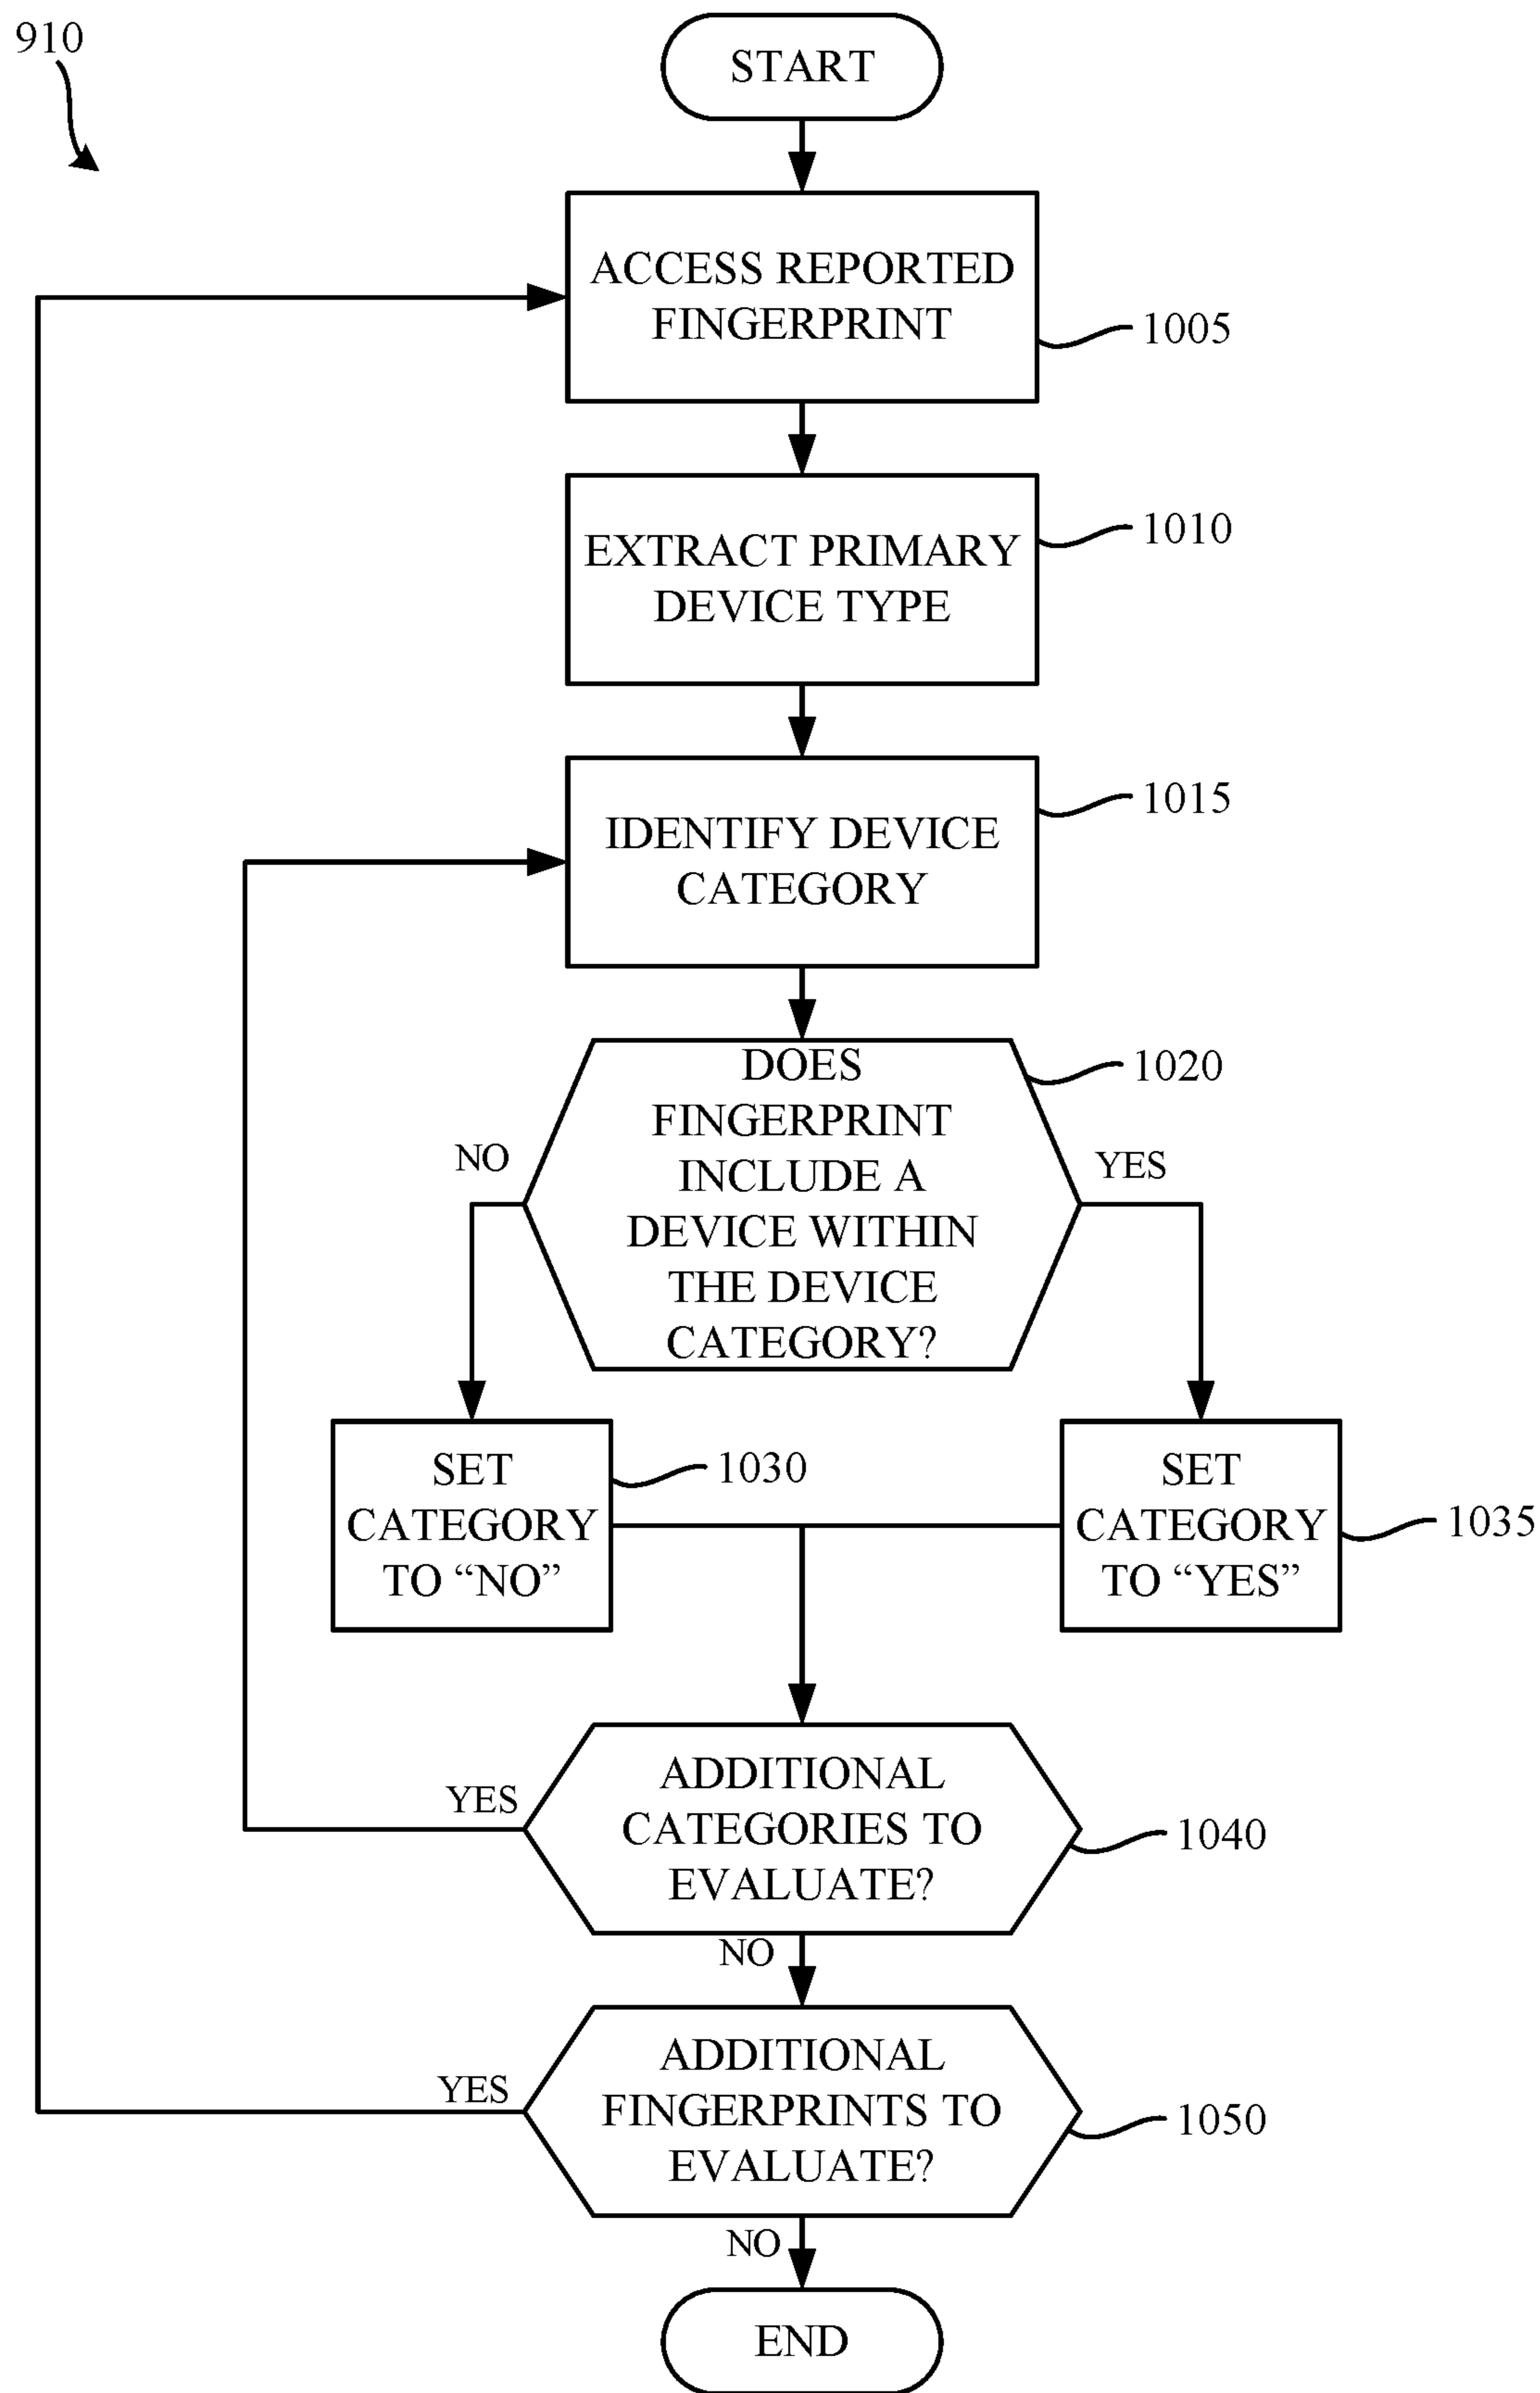 910
START
ACCESS REPORTED
FINGERPRINT
1005
EXTRACT PRIMARY
DEVICE TYPE
1010
IDENTIFY DEVICE
CATEGORY
1015
DOES
FINGERPRINT
INCLUDE A
DEVICE WITHIN
THE DEVICE
CATEGORY?
1020
NO
YES
SET
CATEGORY
TO “NO”
1030
SET
CATEGORY
TO “YES”
1035
ADDITIONAL
CATEGORIES TO
EVALUATE?
YES
1040
NO
ADDITIONAL
FINGERPRINTS TO
EVALUATE?
YES
1050
NO
END